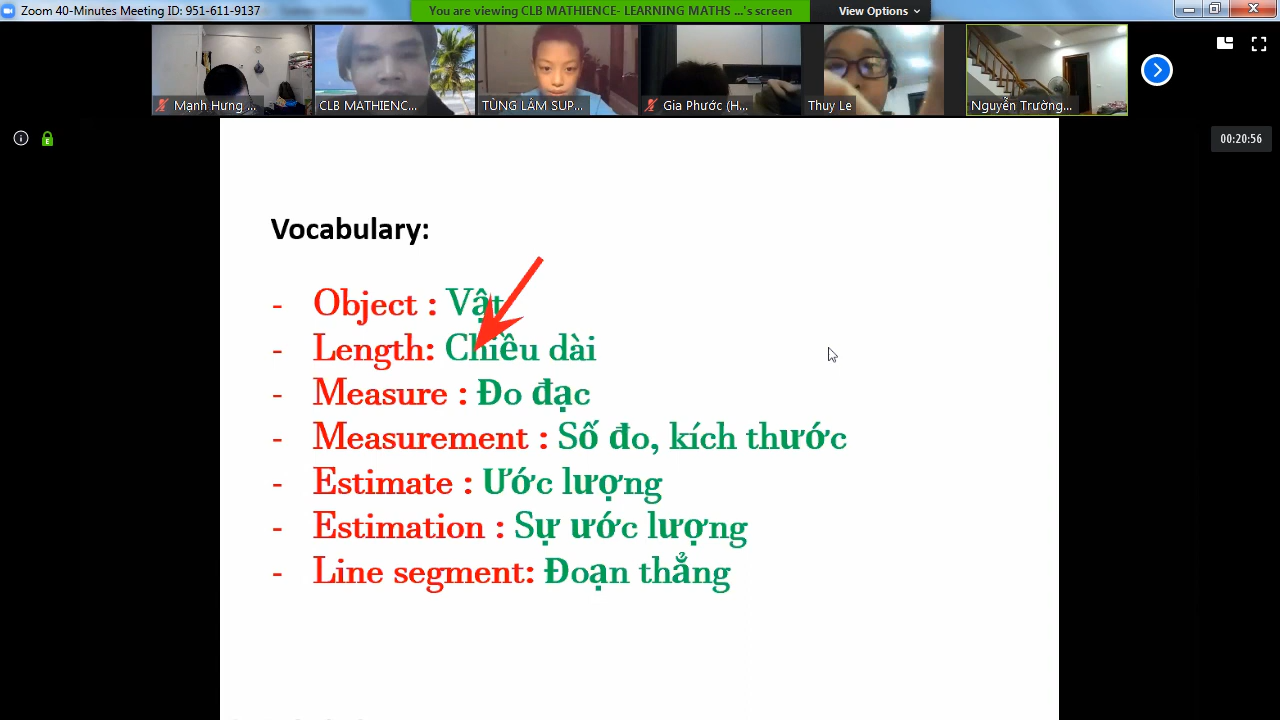 Zoom 40-Minutes Meeting ID: 951-611-9137
You are viewing CLB MATHIENCE- LEARNING MATHS ...'s screen
View Options
Mạnh Hưng ...
CLB MATHIENC...
TÙNG LÂM SUP...
Gia Phước (H...
Thuy Le
Nguyễn Trường...
00:20:56
Vocabulary:
- Object : Vật
- Length: Chiều dài
- Measure : Đo đạc
- Measurement : Số đo, kích thước
- Estimate : Ước lượng
- Estimation : Sự ước lượng
- Line segment: Đoạn thẳng